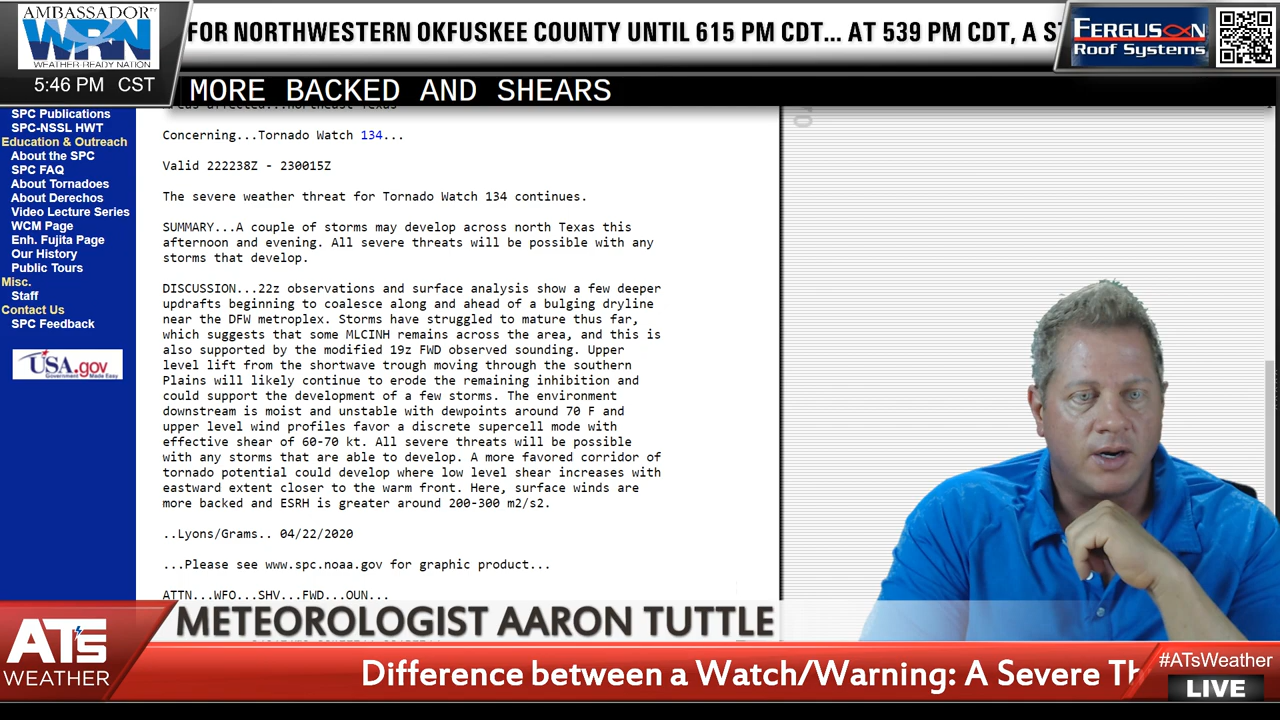 AMBASSADOR
WRN
WEATHER READY NATION
5:46 PM CST
FOR NORTHWESTERN OKFUSKEE COUNTY UNTIL 615 PM CDT... AT 539 PM CDT, A S
FERGUSON
Roof Systems
MORE BACKED AND SHEARS
SPC Publications
SPC-NSSL HWT
Education & Outreach
About the SPC
SPC FAQ
About Tornadoes
About Derechos
Video Lecture Series
WCM Page
Enh. Fujita Page
Our History
Public Tours
Misc.
Staff
Contact Us
SPC Feedback
USA.gov
Government Made Easy
Concerning...Tornado Watch 134...
Valid 222238Z - 230015Z
The severe weather threat for Tornado Watch 134 continues.
SUMMARY...A couple of storms may develop across north Texas this
afternoon and evening. All severe threats will be possible with any
storms that develop.
DISCUSSION...22z observations and surface analysis show a few deeper
updrafts beginning to coalesce along and ahead of a bulging dryline
near the DFW metroplex. Storms have struggled to mature thus far,
which suggests that some MLCINH remains across the area, and this is
also supported by the modified 19z FWD observed sounding. Upper
level lift from the shortwave trough moving through the southern
Plains will likely continue to erode the remaining inhibition and
could support the development of a few storms. The environment
downstream is moist and unstable with dewpoints around 70 F and
upper level wind profiles favor a discrete supercell mode with
effective shear of 60-70 kt. All severe threats will be possible
with any storms that are able to develop. A more favored corridor of
tornado potential could develop where low level shear increases with
eastward extent closer to the warm front. Here, surface winds are
more backed and ESRH is greater around 200-300 m2/s2.
..Lyons/Grams.. 04/22/2020
...Please see www.spc.noaa.gov for graphic product...
ATTN...WFO...SHV...FWD...OUN...
METEOROLOGIST AARON TUTTLE
ATs
WEATHER
Difference between a Watch/Warning: A Severe Th
#ATsWeather
LIVE